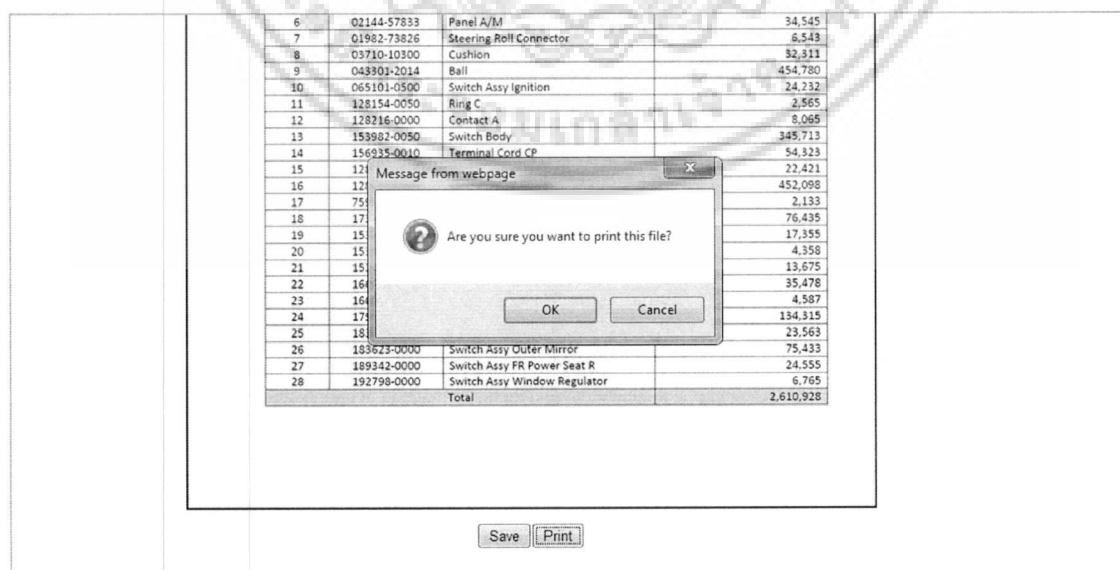 6 02144-57833 Panel A/M 34,545
7 01982-73826 Steering Roll Connector 6,543
8 03710-10300 Cushion 32,311
9 043301-2014 Ball 454,780
10 065101-0500 Switch Assy Ignition 24,232
11 128154-0050 Ring C 2,565
12 128216-0000 Contact A 8,065
13 153982-0050 Switch Body 345,713
14 156935-0010 Terminal Cord CP 54,323
15 22,421
16 452,098
17 2,133
18 76,435
19 17,355
20 4,358
21 13,675
22 35,478
23 4,587
24 134,315
25 23,563
26 183623-0000 Switch Assy Outer Mirror 75,433
27 189342-0000 Switch Assy FR Power Seat R 24,555
28 192798-0000 Switch Assy Window Regulator 6,765
Total 2,610,928
Message from webpage
Are you sure you want to print this file?
OK Cancel
Save Print